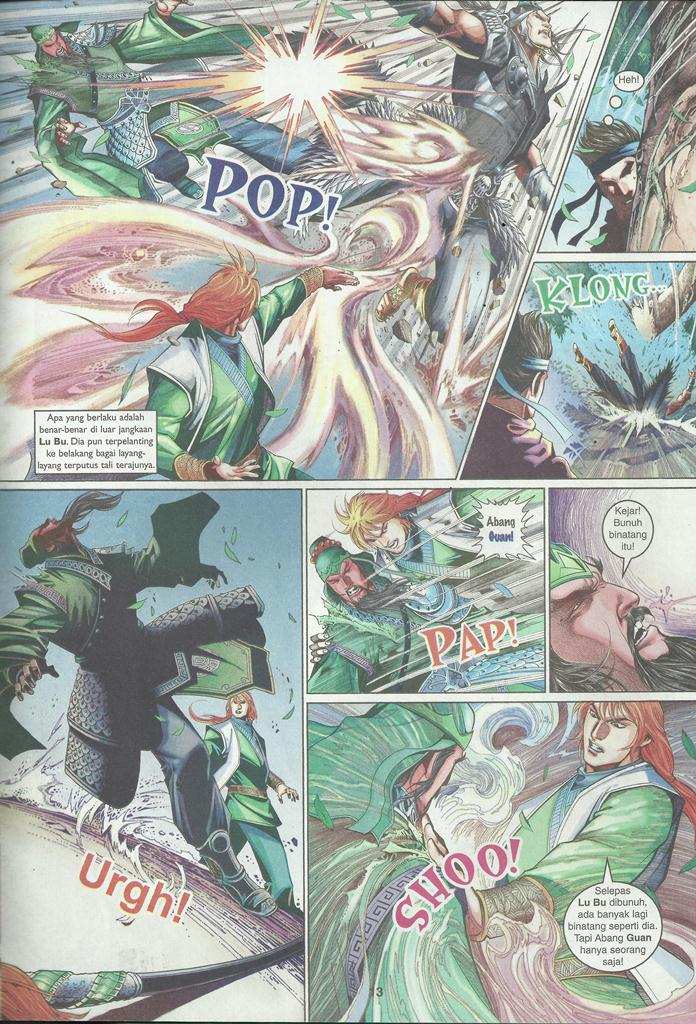 POP!
Heh!
KLONG...
Apa yang berlaku adalah
benar-benar di luar jangkaan
Lu Bu. Dia pun terpelanting
ke belakang bagai layang-
layang terputus tali terajunya.
Urgh!
Abang
Guan!
PAP!
Kejar!
Bunuh
binatang
itu!
SHOO!
Selepas
Lu Bu dibunuh,
ada banyak lagi
binatang seperti dia.
Tapi Abang Guan
hanya seorang
saja!
3